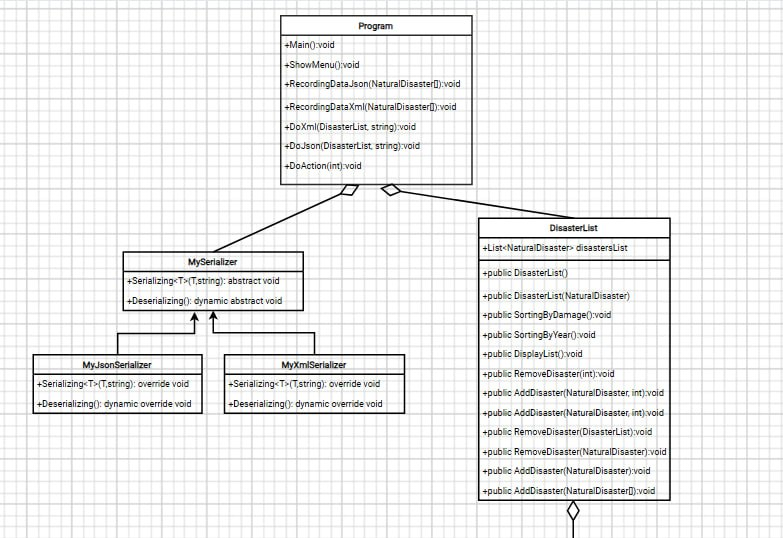 Program
+Main():void
+ShowMenu():void
+RecordingDataJson(NaturalDisaster[]):void
+RecordingDataXml(NaturalDisaster[]):void
+DoXml(DisasterList, string):void
+DoJson(DisasterList, string):void
+DoAction(int):void
MySerializer
+Serializing<T>(T,string): abstract void
+Deserializing(): dynamic abstract void
MyJsonSerializer
+Serializing<T>(T,string): override void
+Deserializing(): dynamic override void
MyXmlSerializer
+Serializing<T>(T,string): override void
+Deserializing(): dynamic override void
DisasterList
+List<NaturalDisaster> disastersList
+public DisasterList()
+public DisasterList(NaturalDisaster)
+public SortingByDamage():void
+public SortingByYear():void
+public DisplayList():void
+public RemoveDisaster(int):void
+public AddDisaster(NaturalDisaster, int):void
+public AddDisaster(NaturalDisaster, int):void
+public RemoveDisaster(DisasterList):void
+public RemoveDisaster(NaturalDisaster):void
+public AddDisaster(NaturalDisaster):void
+public AddDisaster(NaturalDisaster[]):void